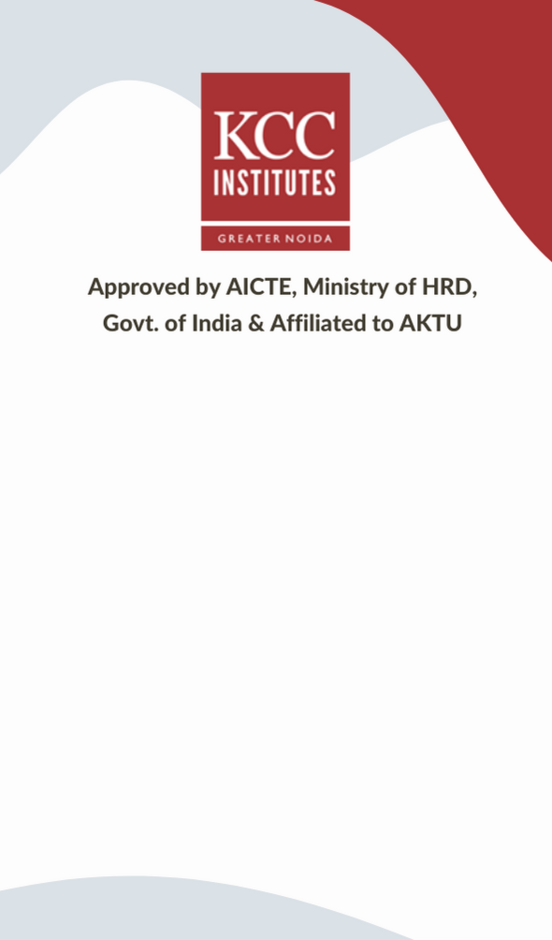 KCC
INSTITUTES
GREATER NOIDA
Approved by AICTE, Ministry of HRD,
Govt. of India & Affiliated to AKTU